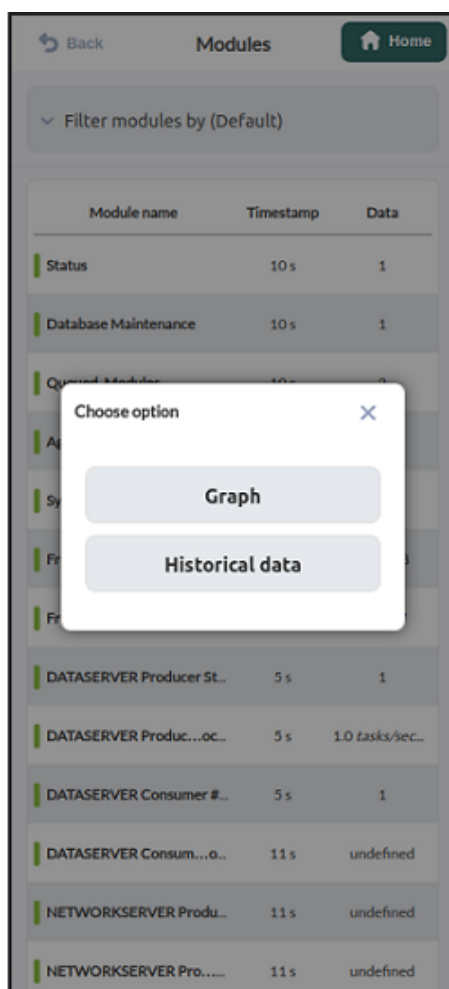 Back Modules Home
Filter modules by (Default)
Module name Timestamp Data
Status 10 s 1
Database Maintenance 10 s 1
Queued_Modules 10 s
Choose option
Graph
Historical data
DATASERVER Producer St... 5 s 1
DATASERVER Produc...oc... 5 s 1.0 tasks/sec...
DATASERVER Consumer #... 5 s 1
DATASERVER Consum...o... 11 s undefined
NETWORKSERVER Produ... 11 s undefined
NETWORKSERVER Pro...... 11 s undefined